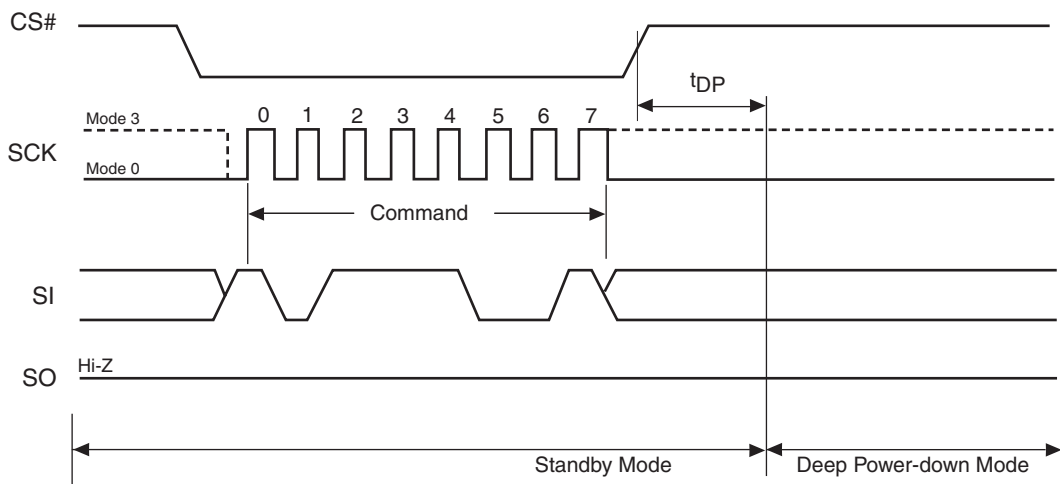 CS#
tDP
Mode 3
0 1 2 3 4 5 6 7
SCK
Mode 0
Command
SI
Hi-Z
SO
Standby Mode
Deep Power-down Mode